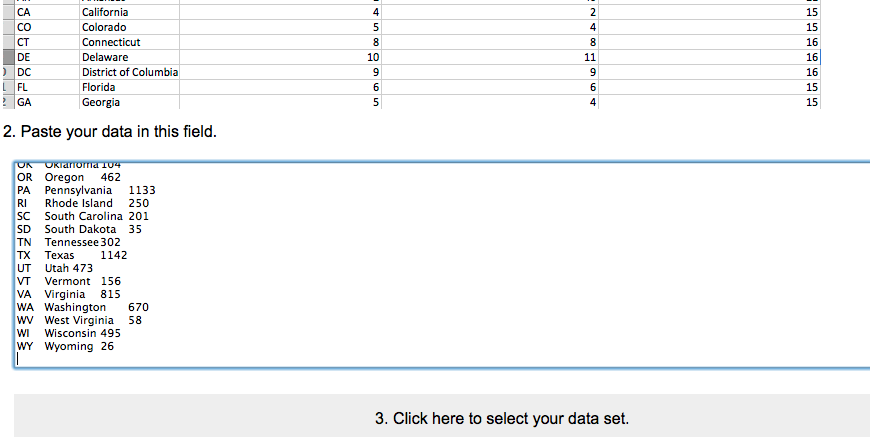 CA California 4 2 15
CO Colorado 5 4 15
CT Connecticut 8 8 16
DE Delaware 10 11 16
DC District of Columbia 9 9 16
FL Florida 6 6 15
2 GA Georgia 5 4 15
2. Paste your data in this field.
OK Oklahoma 104
OR Oregon 462
PA Pennsylvania 1133
RI Rhode Island 250
SC South Carolina 201
SD South Dakota 35
TN Tennessee 302
TX Texas 1142
UT Utah 473
VT Vermont 156
VA Virginia 815
WA Washington 670
WV West Virginia 58
WI Wisconsin 495
WY Wyoming 26
3. Click here to select your data set.